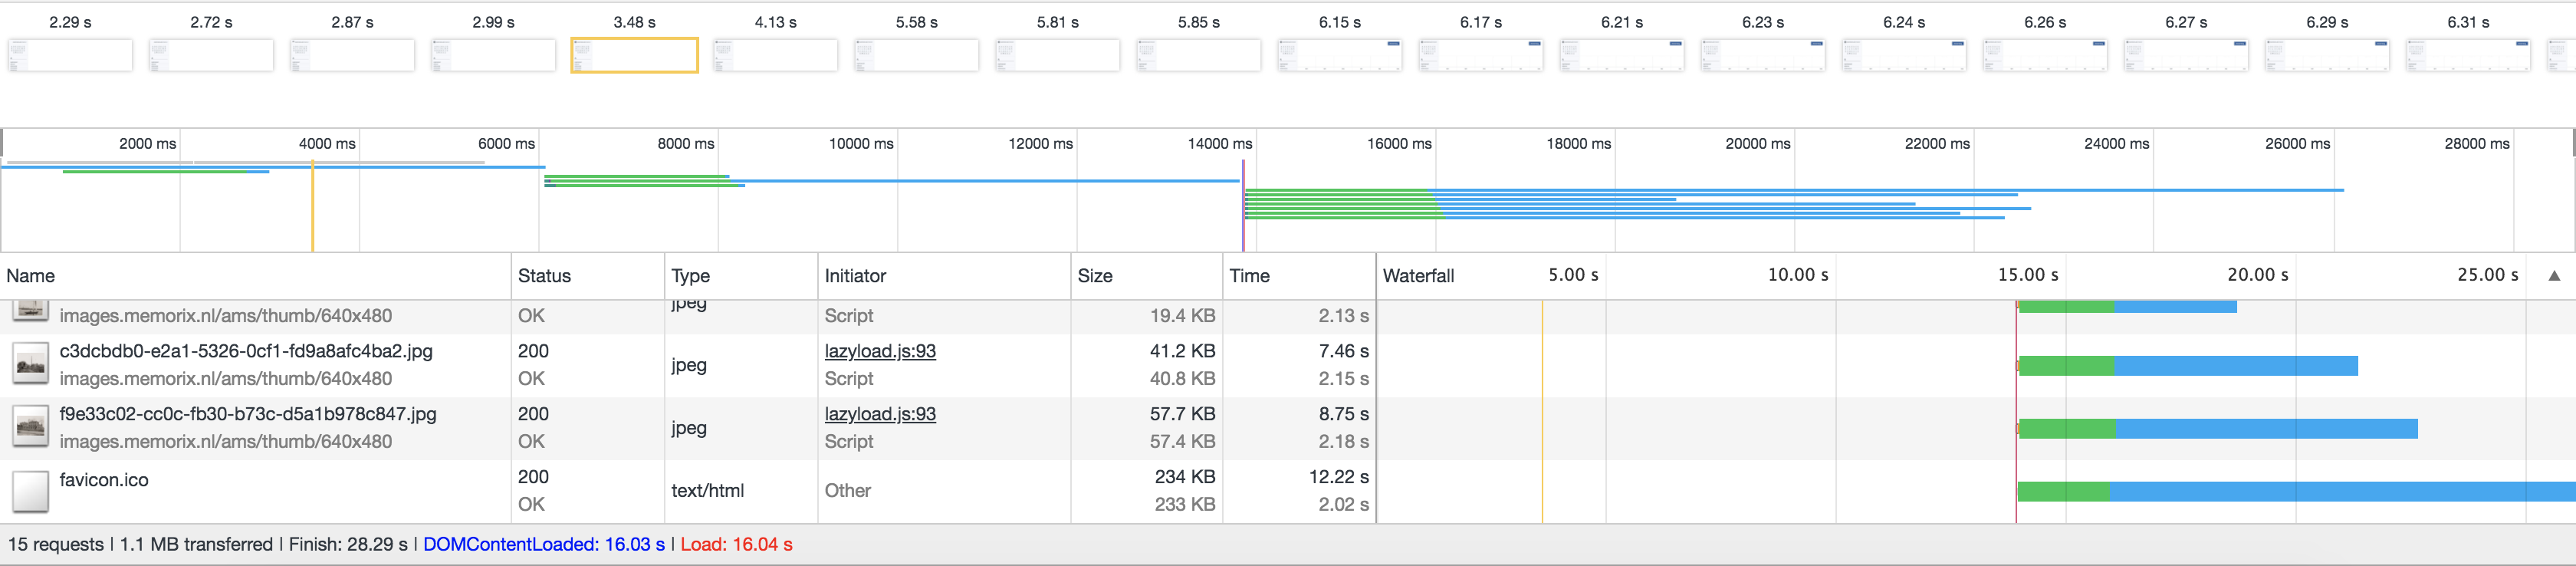 2.29 s 2.72 s 2.87 s 2.99 s 3.48 s 4.13 s 5.58 s 5.81 s 5.85 s 6.15 s 6.17 s 6.21 s 6.23 s 6.24 s 6.26 s 6.27 s 6.29 s 6.31 s
2000 ms 4000 ms 6000 ms 8000 ms 10000 ms 12000 ms 14000 ms 16000 ms 18000 ms 20000 ms 22000 ms 24000 ms 26000 ms 28000 ms
Name Status Type Initiator Size Time Waterfall 5.00 s 10.00 s 15.00 s 20.00 s 25.00 s ▲
jpeg
images.memorix.nl/ams/thumb/640x480 OK Script 19.4 KB 2.13 s
c3dcbdb0-e2a1-5326-0cf1-fd9a8afc4ba2.jpg 200 lazyload.js:93 41.2 KB 7.46 s
jpeg
images.memorix.nl/ams/thumb/640x480 OK Script 40.8 KB 2.15 s
f9e33c02-cc0c-fb30-b73c-d5a1b978c847.jpg 200 lazyload.js:93 57.7 KB 8.75 s
jpeg
images.memorix.nl/ams/thumb/640x480 OK Script 57.4 KB 2.18 s
favicon.ico 200 234 KB 12.22 s
text/html Other
OK 233 KB 2.02 s
15 requests | 1.1 MB transferred | Finish: 28.29 s | DOMContentLoaded: 16.03 s | Load: 16.04 s